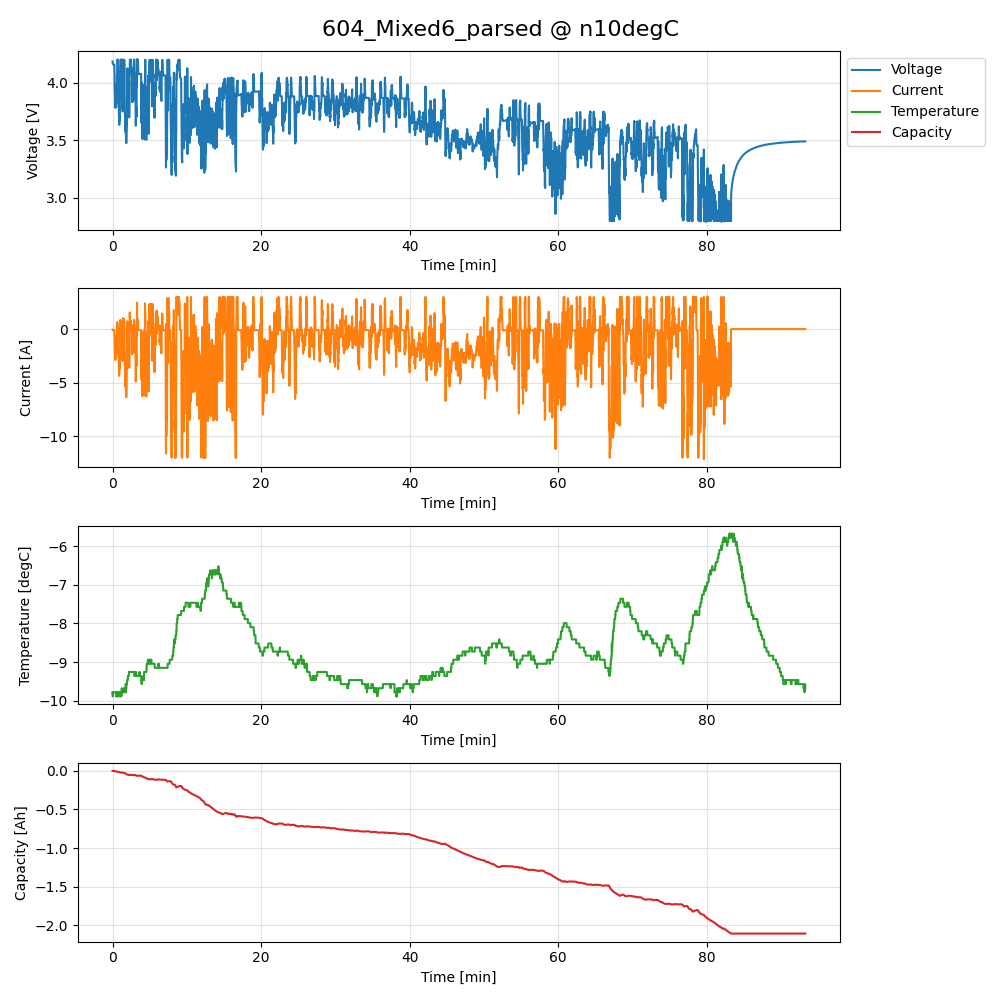 604_Mixed6_parsed @ n10degC
Voltage [V]
4.0
3.5
3.0
0 20 40 60 80
Time [min]
Voltage
Current
Temperature
Capacity
Current [A]
0
−5
−10
0 20 40 60 80
Time [min]
Temperature [degC]
−6
−7
−8
−9
−10
0 20 40 60 80
Time [min]
Capacity [Ah]
0.0
−0.5
−1.0
−1.5
−2.0
0 20 40 60 80
Time [min]